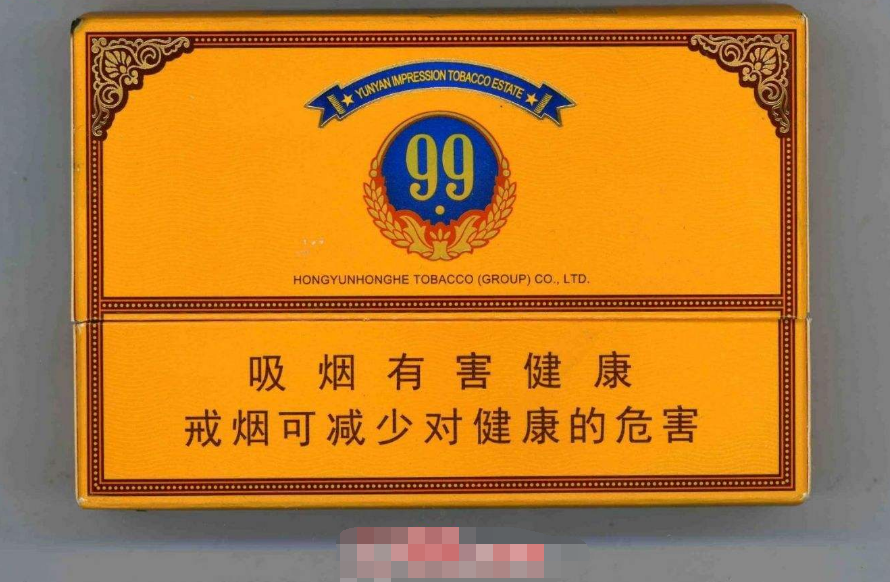 YUNYAN IMPRESSION TOBACCO ESTATE
99
HONGYUNHONGHE TOBACCO (GROUP) CO., LTD.
吸烟有害健康
戒烟可减少对健康的危害